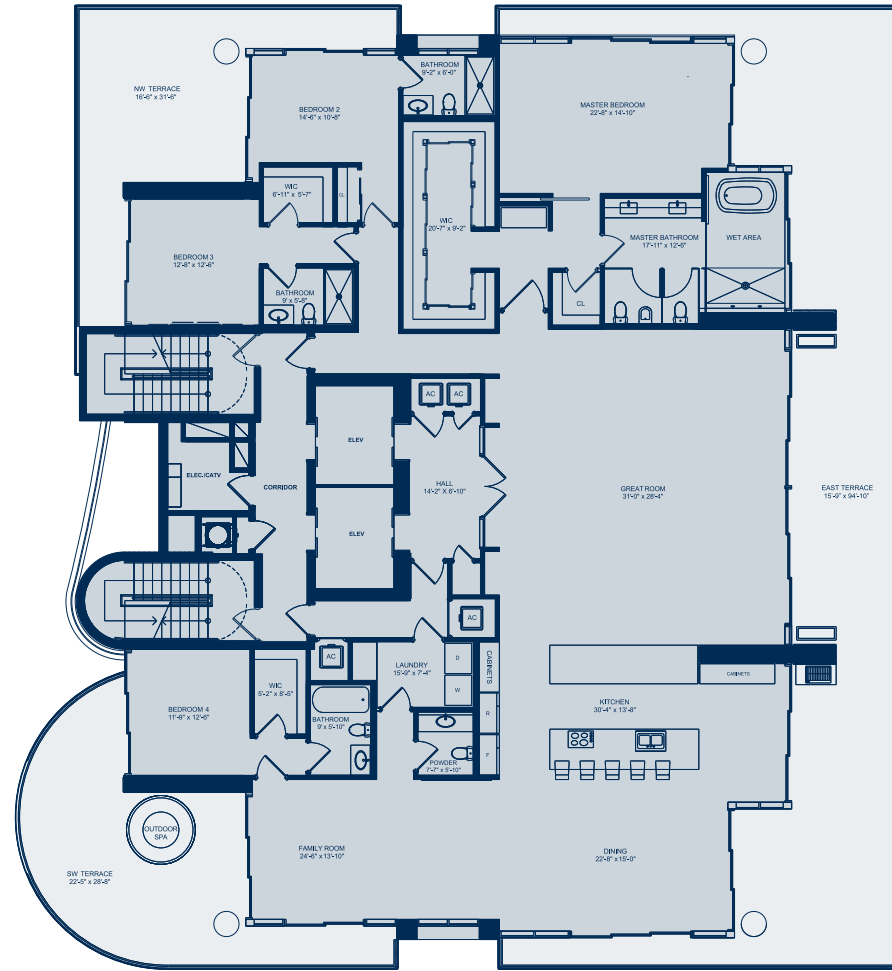 BATHROOM
9'-2" x 6'-0"
NW TERRACE
16'-6" x 31'-6"
BEDROOM 2
14'-6" x 10'-8"
MASTER BEDROOM
22'-8" x 14'-10"
WIC
6'-11" x 5'-7"
CL
WIC
20'-7" x 9'-2"
MASTER BATHROOM
17'-11" x 12'-6"
WET AREA
BEDROOM 3
12'-8" x 12'-6"
BATHROOM
9' x 5'-8"
CL
AC
AC
ELEV
ELEC./CATV
CORRIDOR
HALL
14'-2" X 6'-10"
GREAT ROOM
31'-0" x 28'-4"
EAST TERRACE
15'-9" x 94'-10"
ELEV
AC
AC
LAUNDRY
15'-9" x 7'-4"
D
W
CABINETS
R
F
CABINETS
WIC
5'-2" x 8'-5"
BEDROOM 4
11'-9" x 12'-6"
BATHROOM
9' x 5'-10"
KITCHEN
30'-4" x 13'-8"
POWDER
7'-7" x 5'-10"
OUTDOOR
SPA
FAMILY ROOM
24'-6" x 13'-10"
DINING
22'-8" x 15'-0"
SW TERRACE
22'-5" x 28'-8"